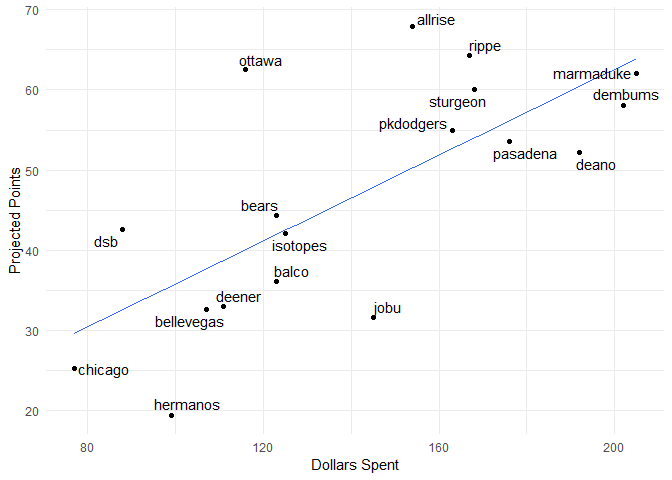 70
allrise
rippe
ottawa
marmaduke
60
dembums
sturgeon
pkdodgers
pasadena
50
deano
Projected Points
bears
dsb
40
isotopes
balco
deener
jobu
30
bellevegas
chicago
hermanos
20
80
120
160
200
Dollars Spent